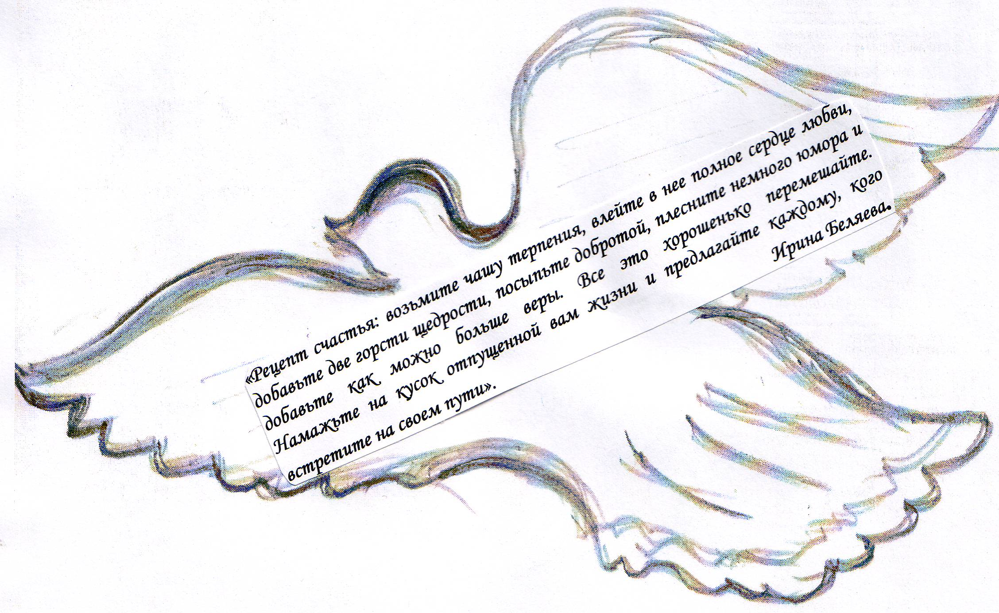 «Рецепт счастья: возьмите чашу терпения, влейте в нее полное сердце любви,
добавьте две горсти щедрости, посыпьте добротой, плесните немного юмора и
добавьте как можно больше веры. Все это хорошенько перемешайте.
Намажьте на кусок отпущенной вам жизни и предлагайте каждому, кого
встретите на своем пути». Ирина Беляева.